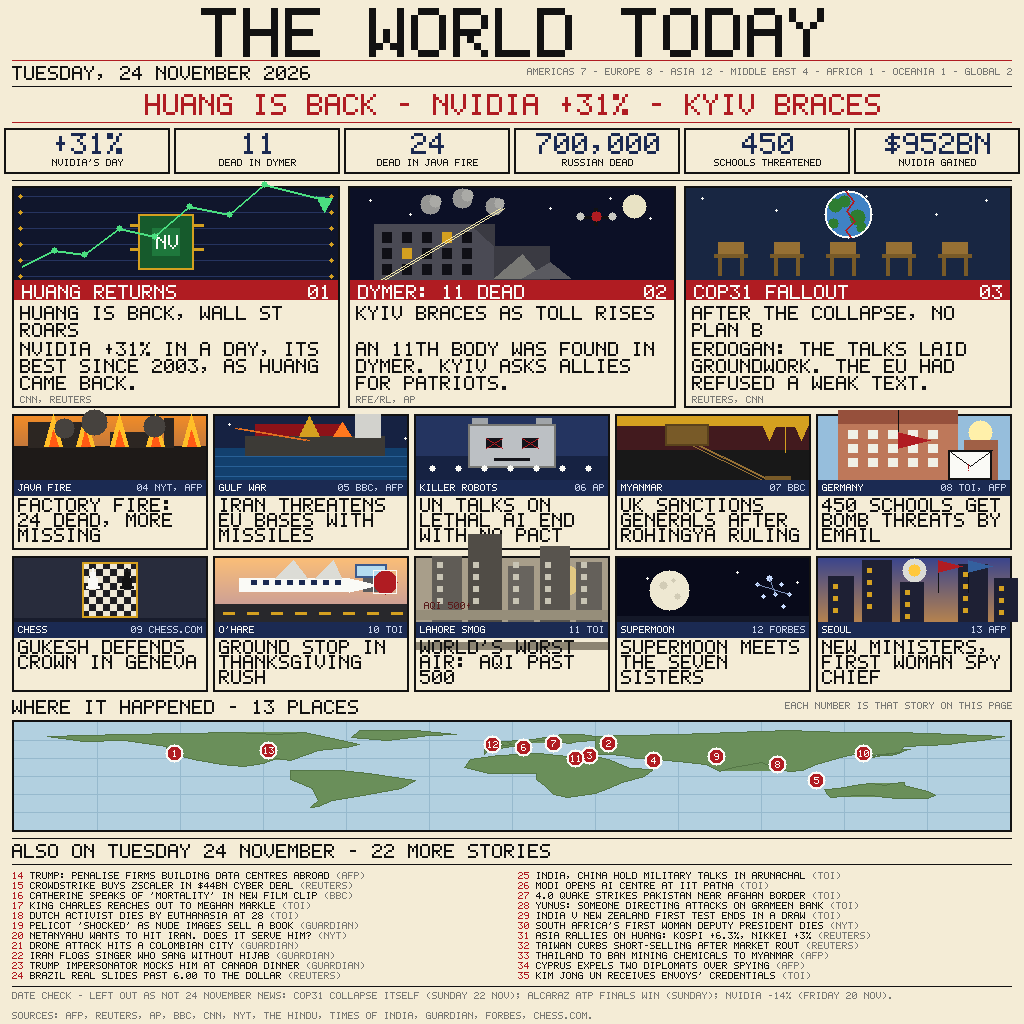 THE WORLD TODAY
TUESDAY, 24 NOVEMBER 2026
AMERICAS 7 - EUROPE 8 - ASIA 12 - MIDDLE EAST 4 - AFRICA 1 - OCEANIA 1 - GLOBAL 2
HUANG IS BACK - NVIDIA +31% - KYIV BRACES
+31%
NVIDIA'S DAY
11
DEAD IN DYMER
24
DEAD IN JAVA FIRE
700,000
RUSSIAN DEAD
450
SCHOOLS THREATENED
$952BN
NVIDIA GAINED
NV
HUANG RETURNS 01
HUANG IS BACK, WALL ST
ROARS
NVIDIA +31% IN A DAY, ITS
BEST SINCE 2003, AS HUANG
CAME BACK.
CNN, REUTERS
DYMER: 11 DEAD 02
KYIV BRACES AS TOLL RISES
AN 11TH BODY WAS FOUND IN
DYMER. KYIV ASKS ALLIES
FOR PATRIOTS.
RFE/RL, AP
COP31 FALLOUT 03
AFTER THE COLLAPSE, NO
PLAN B
ERDOGAN: THE TALKS LAID
GROUNDWORK. THE EU HAD
REFUSED A WEAK TEXT.
REUTERS, CNN
JAVA FIRE 04 NYT, AFP
FACTORY FIRE:
24 DEAD, MORE
MISSING
GULF WAR 05 BBC, AFP
IRAN THREATENS
EU BASES WITH
MISSILES
KILLER ROBOTS 06 AP
UN TALKS ON
LETHAL AI END
WITH NO PACT
MYANMAR 07 BBC
UK SANCTIONS
GENERALS AFTER
ROHINGYA RULING
GERMANY 08 TOI, AFP
450 SCHOOLS GET
BOMB THREATS BY
EMAIL
CHESS 09 CHESS.COM
GUKESH DEFENDS
CROWN IN GENEVA
O'HARE 10 TOI
GROUND STOP IN
THANKSGIVING
RUSH
AQI 500+
LAHORE SMOG 11 TOI
WORLD'S WORST
AIR: AQI PAST
500
SUPERMOON 12 FORBES
SUPERMOON MEETS
THE SEVEN
SISTERS
SEOUL 13 AFP
NEW MINISTERS,
FIRST WOMAN SPY
CHIEF
WHERE IT HAPPENED - 13 PLACES
EACH NUMBER IS THAT STORY ON THIS PAGE
1
13
12
6
7
11
3
2
4
9
8
5
10
ALSO ON TUESDAY 24 NOVEMBER - 22 MORE STORIES
14 TRUMP: PENALISE FIRMS BUILDING DATA CENTRES ABROAD (AFP)
15 CROWDSTRIKE BUYS ZSCALER IN $44BN CYBER DEAL (REUTERS)
16 CATHERINE SPEAKS OF 'MORTALITY' IN NEW FILM CLIP (BBC)
17 KING CHARLES REACHES OUT TO MEGHAN MARKLE (TOI)
18 DUTCH ACTIVIST DIES BY EUTHANASIA AT 28 (TOI)
19 PELICOT 'SHOCKED' AS NUDE IMAGES SELL A BOOK (GUARDIAN)
20 NETANYAHU WANTS TO HIT IRAN. DOES IT SERVE HIM? (NYT)
21 DRONE ATTACK HITS A COLOMBIAN CITY (GUARDIAN)
22 IRAN FLOGS SINGER WHO SANG WITHOUT HIJAB (GUARDIAN)
23 TRUMP IMPERSONATOR MOCKS HIM AT CANADA DINNER (GUARDIAN)
24 BRAZIL REAL SLIDES PAST 6.00 TO THE DOLLAR (REUTERS)
25 INDIA, CHINA HOLD MILITARY TALKS IN ARUNACHAL (TOI)
26 MODI OPENS AI CENTRE AT IIT PATNA (TOI)
27 4.0 QUAKE STRIKES PAKISTAN NEAR AFGHAN BORDER (TOI)
28 YUNUS: SOMEONE DIRECTING ATTACKS ON GRAMEEN BANK (TOI)
29 INDIA V NEW ZEALAND FIRST TEST ENDS IN A DRAW (TOI)
30 SOUTH AFRICA'S FIRST WOMAN DEPUTY PRESIDENT DIES (NYT)
31 ASIA RALLIES ON HUANG: KOSPI +6.3%, NIKKEI +3% (REUTERS)
32 TAIWAN CURBS SHORT-SELLING AFTER MARKET ROUT (REUTERS)
33 THAILAND TO BAN MINING CHEMICALS TO MYANMAR (AFP)
34 CYPRUS EXPELS TWO DIPLOMATS OVER SPYING (AFP)
35 KIM JONG UN RECEIVES ENVOYS' CREDENTIALS (TOI)
DATE CHECK - LEFT OUT AS NOT 24 NOVEMBER NEWS: COP31 COLLAPSE ITSELF (SUNDAY 22 NOV); ALCARAZ ATP FINALS WIN (SUNDAY); NVIDIA -14% (FRIDAY 20 NOV).
SOURCES: AFP, REUTERS, AP, BBC, CNN, NYT, THE HINDU, TIMES OF INDIA, GUARDIAN, FORBES, CHESS.COM.